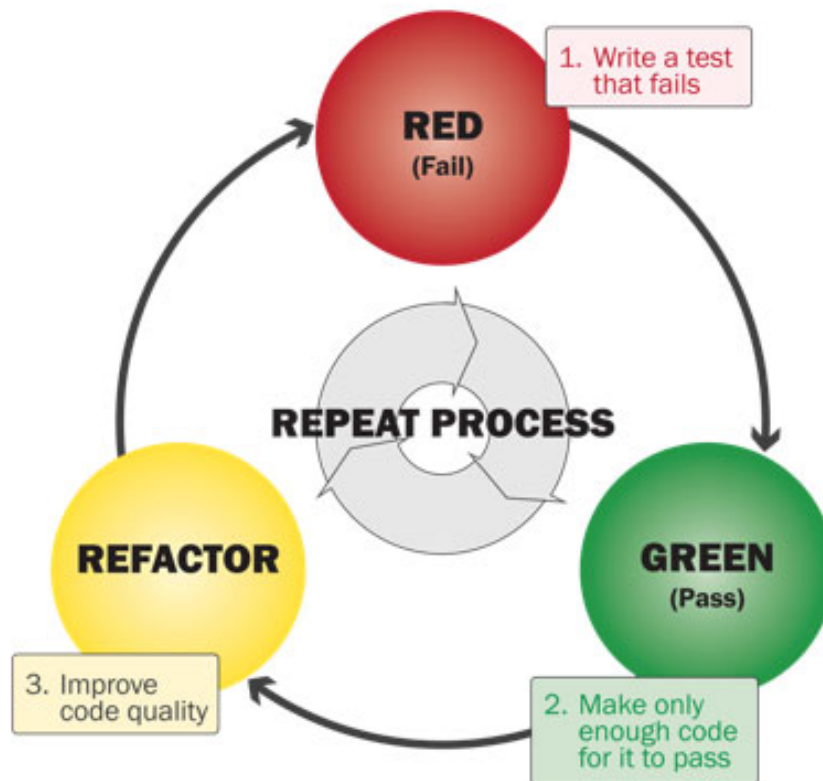 1. Write a test
that fails
RED
(Fail)
REPEAT PROCESS
REFACTOR
GREEN
(Pass)
3. Improve
code quality
2. Make only
enough code
for it to pass